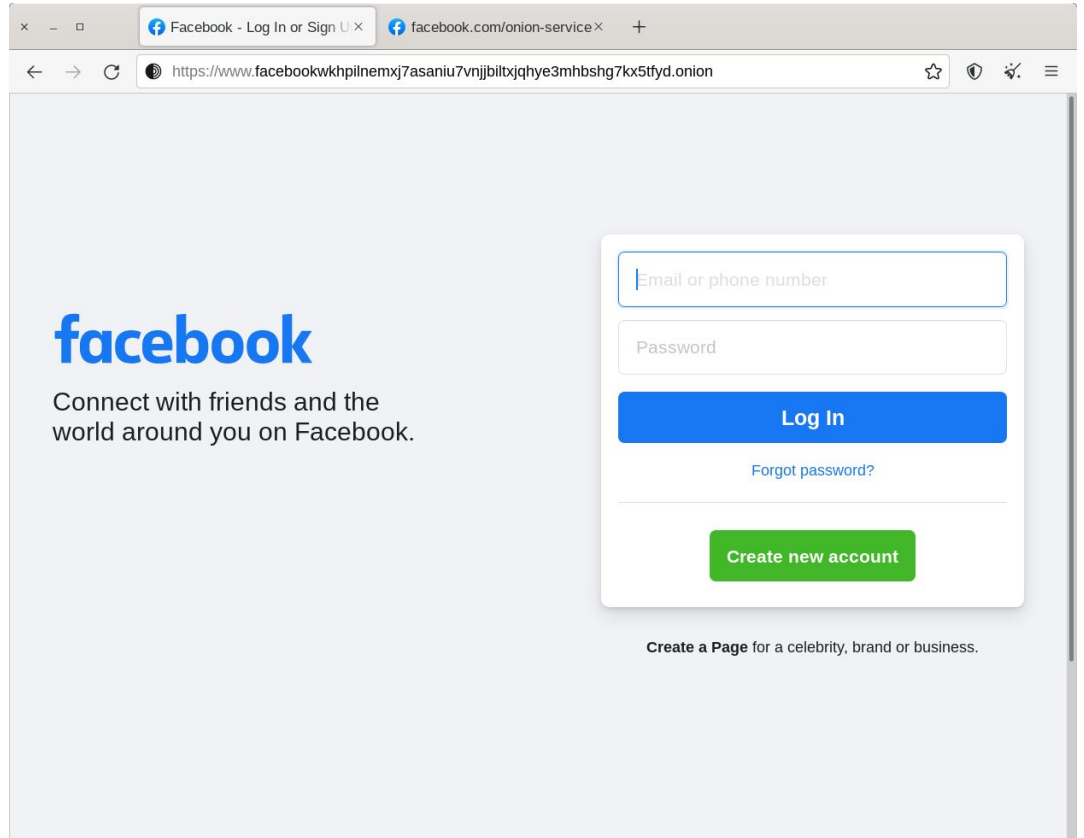 Facebook - Log In or Sign U
facebook.com/onion-service
https://www.facebookwkhpilnemxj7asaniu7vnjjbiltxjqhye3mhbshg7kx5tfyd.onion
Email or phone number
Password
facebook
Log In
Connect with friends and the
world around you on Facebook.
Forgot password?
Create new account
Create a Page for a celebrity, brand or business.